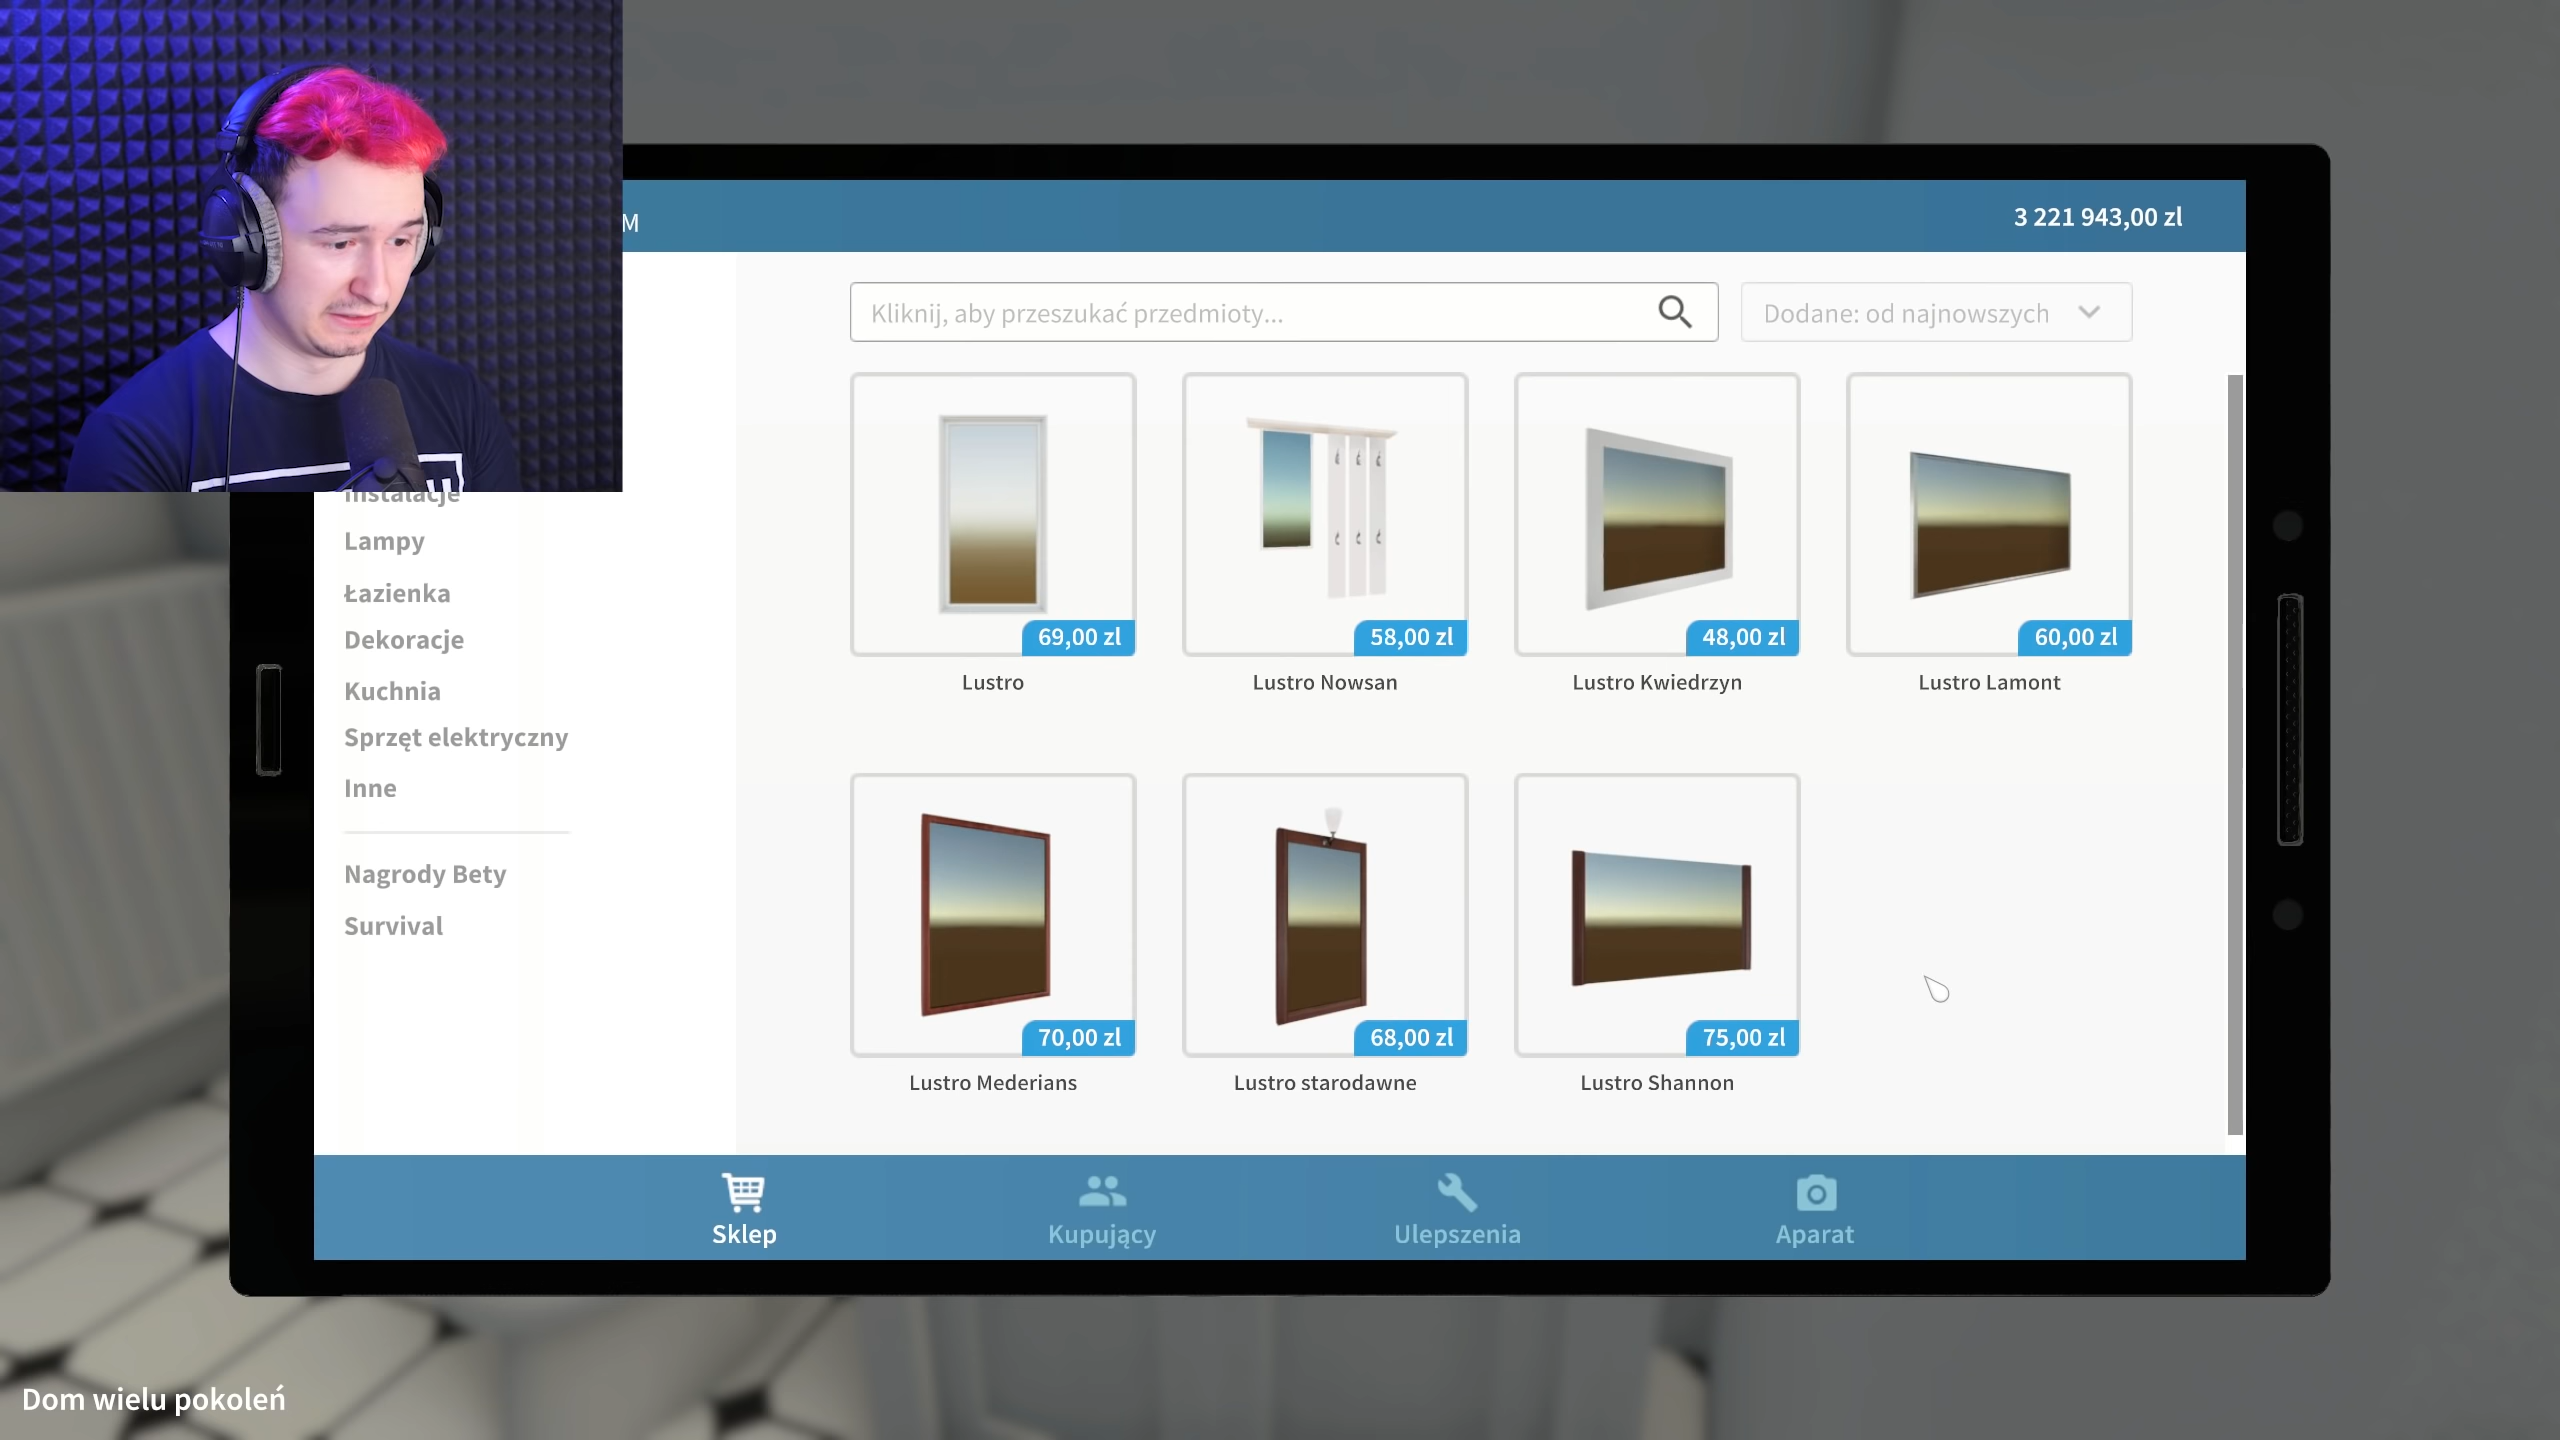 M
3 221 943,00 zl
Kliknij, aby przeszukać przedmioty...
Dodane: od najnowszych
Instalacje
Lampy
Łazienka
Dekoracje
Kuchnia
Sprzęt elektryczny
Inne
Nagrody Bety
Survival
69,00 zl
58,00 zl
48,00 zl
60,00 zl
Lustro
Lustro Nowsan
Lustro Kwiedrzyn
Lustro Lamont
70,00 zl
68,00 zl
75,00 zl
Lustro Mederians
Lustro starodawne
Lustro Shannon
Sklep
Kupujący
Ulepszenia
Aparat
Dom wielu pokoleń